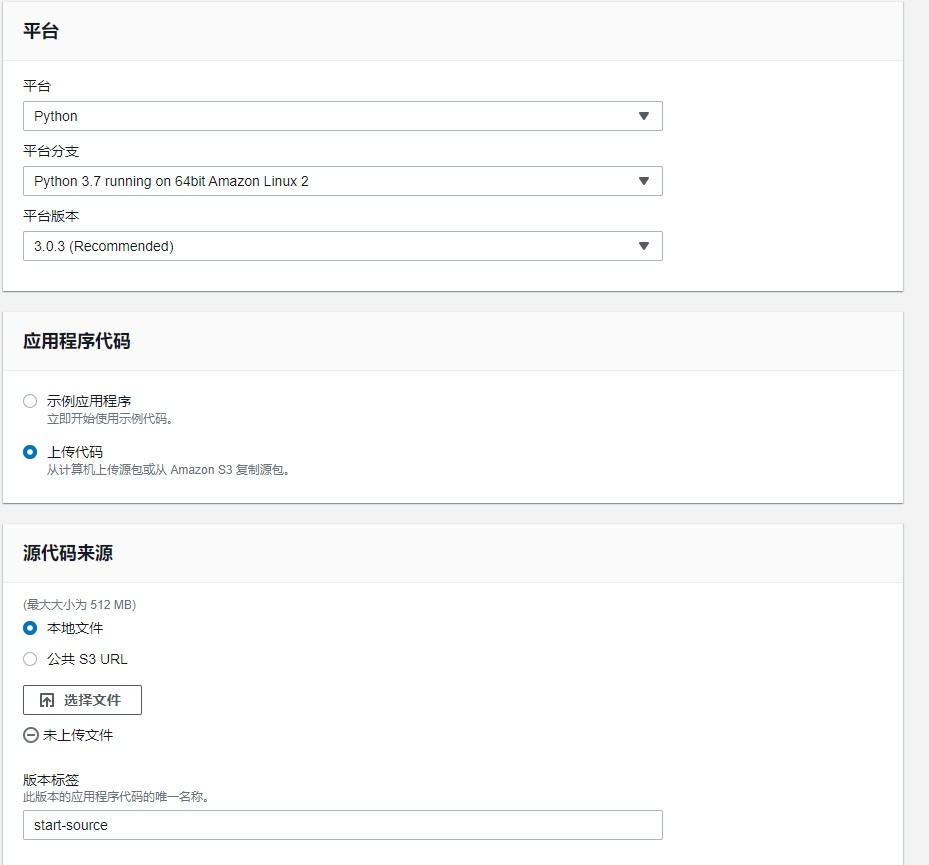 平台
平台
Python
平台分支
Python 3.7 running on 64bit Amazon Linux 2
平台版本
3.0.3 (Recommended)
应用程序代码
示例应用程序
立即开始使用示例代码。
上传代码
从计算机上传源包或从 Amazon S3 复制源包。
源代码来源
(最大大小为 512 MB)
本地文件
公共 S3 URL
选择文件
未上传文件
版本标签
此版本的应用程序代码的唯一名称。
start-source